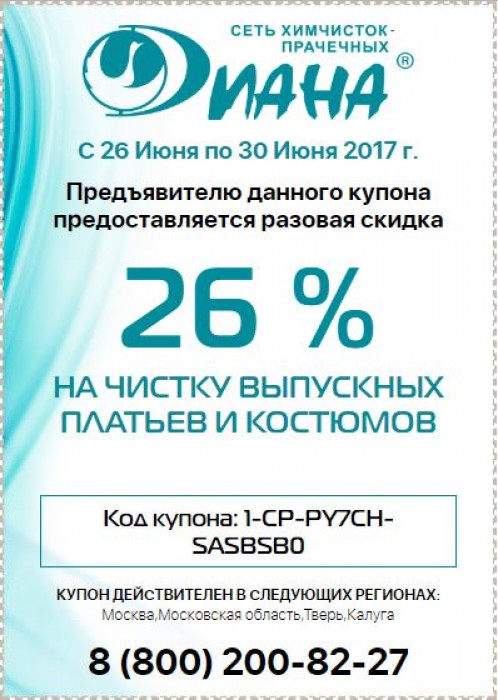 СЕТЬ ХИМЧИСТОК-
ПРАЧЕЧНЫХ
ДИАНА®
С 26 Июня по 30 Июня 2017 г.
Предъявителю данного купона
предоставляется разовая скидка
26 %
НА ЧИСТКУ ВЫПУСКНЫХ
ПЛАТЬЕВ И КОСТЮМОВ
Код купона: 1-CP-PY7CH-
SASBSB0
КУПОН ДЕЙСТВИТЕЛЕН В СЛЕДУЮЩИХ РЕГИОНАХ:
Москва,Московская область,Тверь,Калуга
8 (800) 200-82-27